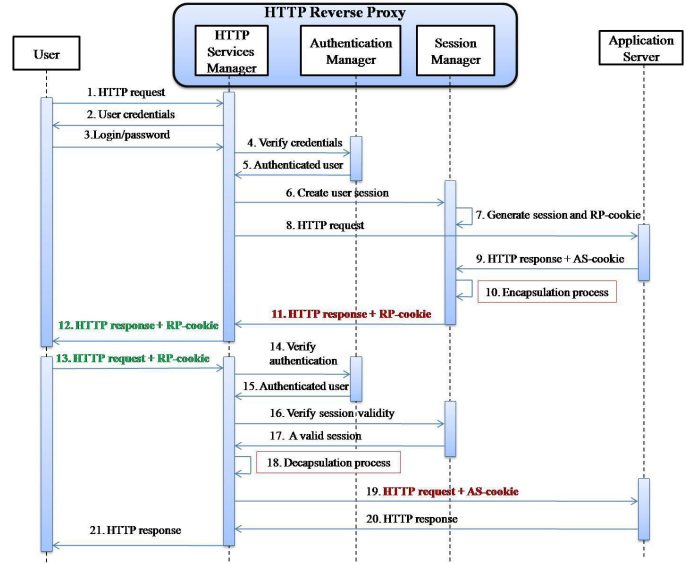 HTTP Reverse Proxy
User
HTTP
Services
Manager
Authentication
Manager
Session
Manager
Application
Server
1. HTTP request
2. User credentials
3.Login/password
4. Verify credentials
5. Authenticated user
6. Create user session
7. Generate session and RP-cookie
8. HTTP request
9. HTTP response + AS-cookie
10. Encapsulation process
11. HTTP response + RP-cookie
12. HTTP response + RP-cookie
13. HTTP request + RP-cookie
14. Verify
authentication
15. Authenticated user
16. Verify session validity
17. A valid session
18. Decapsulation process
19. HTTP request + AS-cookie
20. HTTP response
21. HTTP response